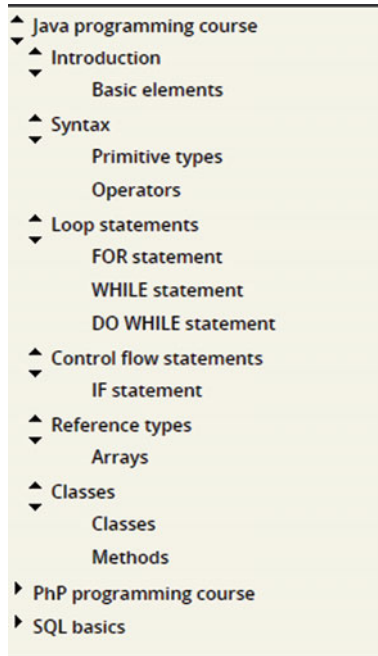 Java programming course
Introduction
Basic elements
Syntax
Primitive types
Operators
Loop statements
FOR statement
WHILE statement
DO WHILE statement
Control flow statements
IF statement
Reference types
Arrays
Classes
Classes
Methods
PhP programming course
SQL basics